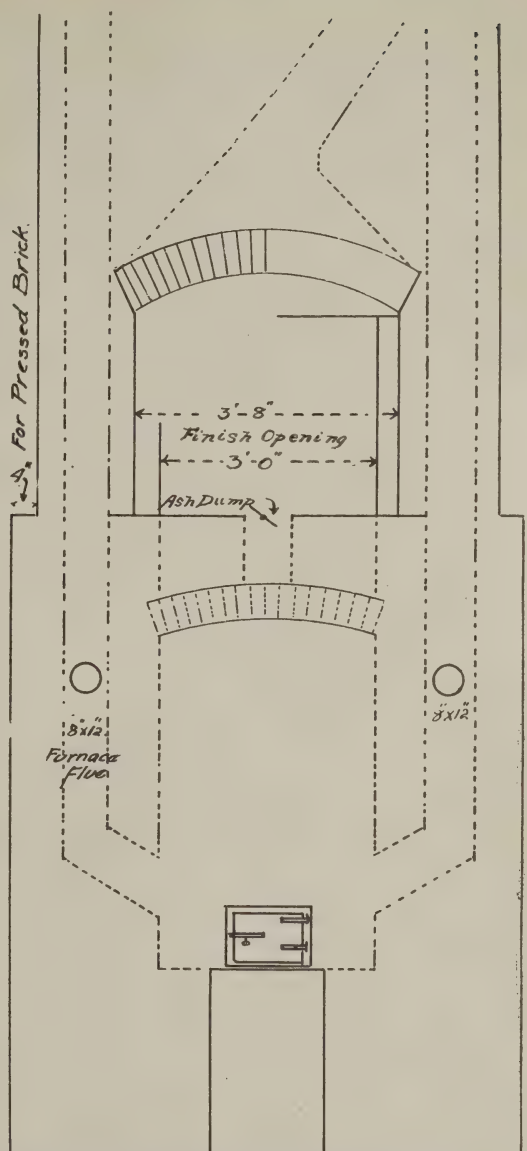 4" For Pressed Brick.
3'-8"
Finish Opening
3'-0"
Ash Dump
8"x12"
Furnace
Flue
8"x12"